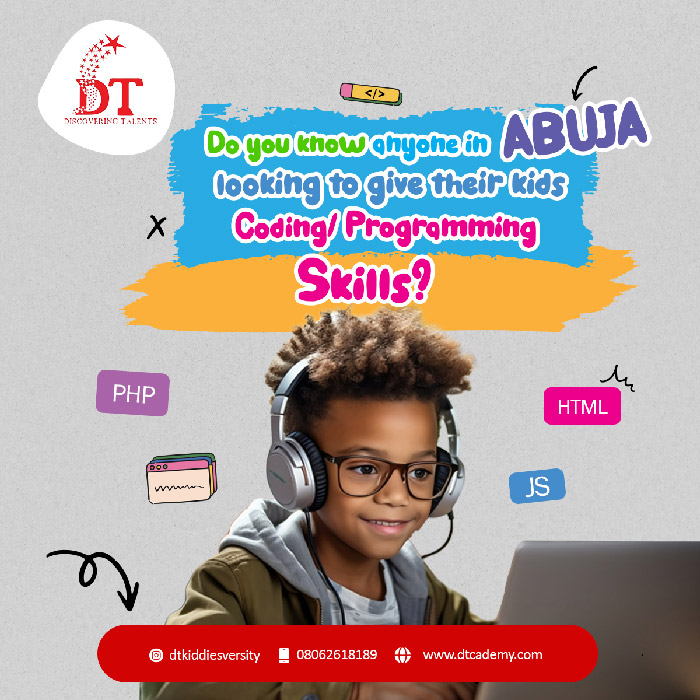 DT
DISCOVERING TALENTS
</>
Do you know anyone in ABUJA
looking to give their kids
Coding/ Programming
Skills?
X
PHP
HTML
JS
dtkiddiesversity 08062618189 www.dtcademy.com